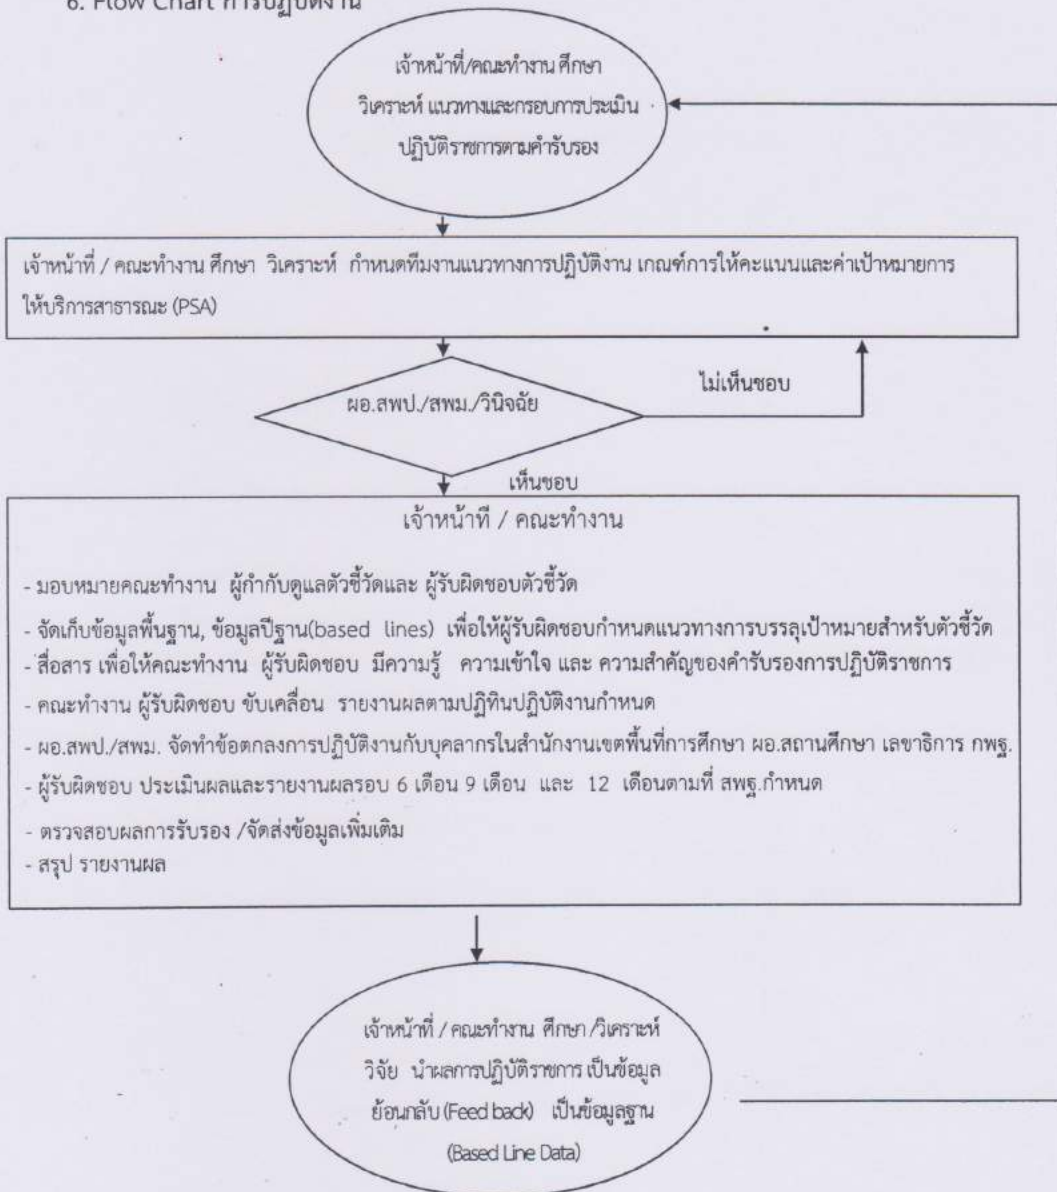 6. Flow Chart การปฏิบัติงาน
เจ้าหน้าที่/คณะทำงาน ศึกษา
วิเคราะห์ แนวทางและกรอบการประเมิน
ปฏิบัติราชการตามคำรับรอง
เจ้าหน้าที่ / คณะทำงาน ศึกษา วิเคราะห์ กำหนดทีมงานแนวทางการปฏิบัติงาน เกณฑ์การให้คะแนนและค่าเป้าหมายการ
ให้บริการสาธารณะ (PSA)
ผอ.สพป./สพม./วินิจฉัย
ไม่เห็นชอบ
เห็นชอบ
เจ้าหน้าที่ / คณะทำงาน
- มอบหมายคณะทำงาน ผู้กำกับดูแลตัวชี้วัดและ ผู้รับผิดชอบตัวชี้วัด
- จัดเก็บข้อมูลพื้นฐาน, ข้อมูลปีฐาน(based lines) เพื่อให้ผู้รับผิดชอบกำหนดแนวทางการบรรลุเป้าหมายสำหรับตัวชี้วัด
- สื่อสาร เพื่อให้คณะทำงาน ผู้รับผิดชอบ มีความรู้ ความเข้าใจ และ ความสำคัญของคำรับรองการปฏิบัติราชการ
- คณะทำงาน ผู้รับผิดชอบ ขับเคลื่อน รายงานผลตามปฏิทินปฏิบัติงานกำหนด
- ผอ.สพป./สพม. จัดทำข้อตกลงการปฏิบัติงานกับบุคลากรในสำนักงานเขตพื้นที่การศึกษา ผอ.สถานศึกษา เลขาธิการ กพฐ.
- ผู้รับผิดชอบ ประเมินผลและรายงานผลรอบ 6 เดือน 9 เดือน และ 12 เดือนตามที่ สพฐ.กำหนด
- ตรวจสอบผลการรับรอง /จัดส่งข้อมูลเพิ่มเติม
- สรุป รายงานผล
เจ้าหน้าที่ / คณะทำงาน ศึกษา /วิเคราะห์
วิจัย นำผลการปฏิบัติราชการ เป็นข้อมูล
ย้อนกลับ (Feed back) เป็นข้อมูลฐาน
(Based Line Data)